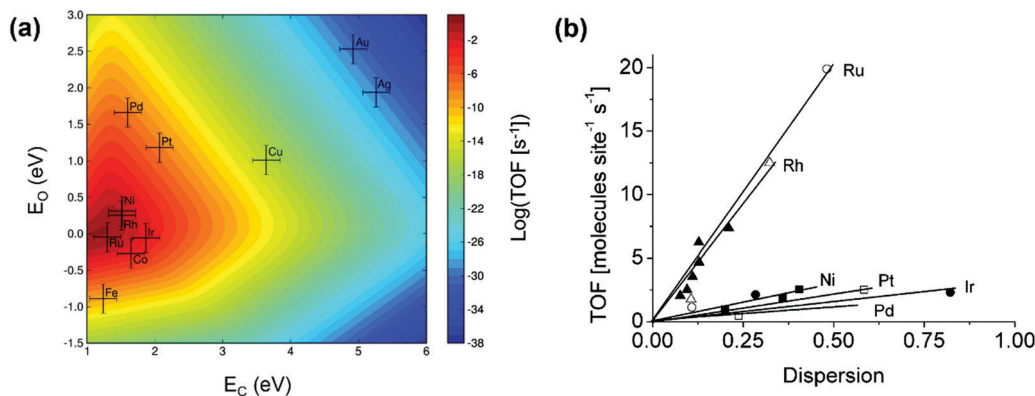 (a)
3.0
2.5
2.0
1.5
1.0
0.5
0.0
-0.5
-1.0
-1.5
E_O (eV)
Au
Ag
Pd
Pt
Cu
Ni
Rh
Ru
Ir
Co
Fe
1 2 3 4 5 6
E_C (eV)
-2
-6
-10
-14
-18
-22
-26
-30
-34
-38
Log(TOF [s⁻¹])
(b)
20
15
10
5
0
TOF [molecules site⁻¹ s⁻¹]
Ru
Rh
Ni
Pt
Ir
Pd
0.00 0.25 0.50 0.75 1.00
Dispersion